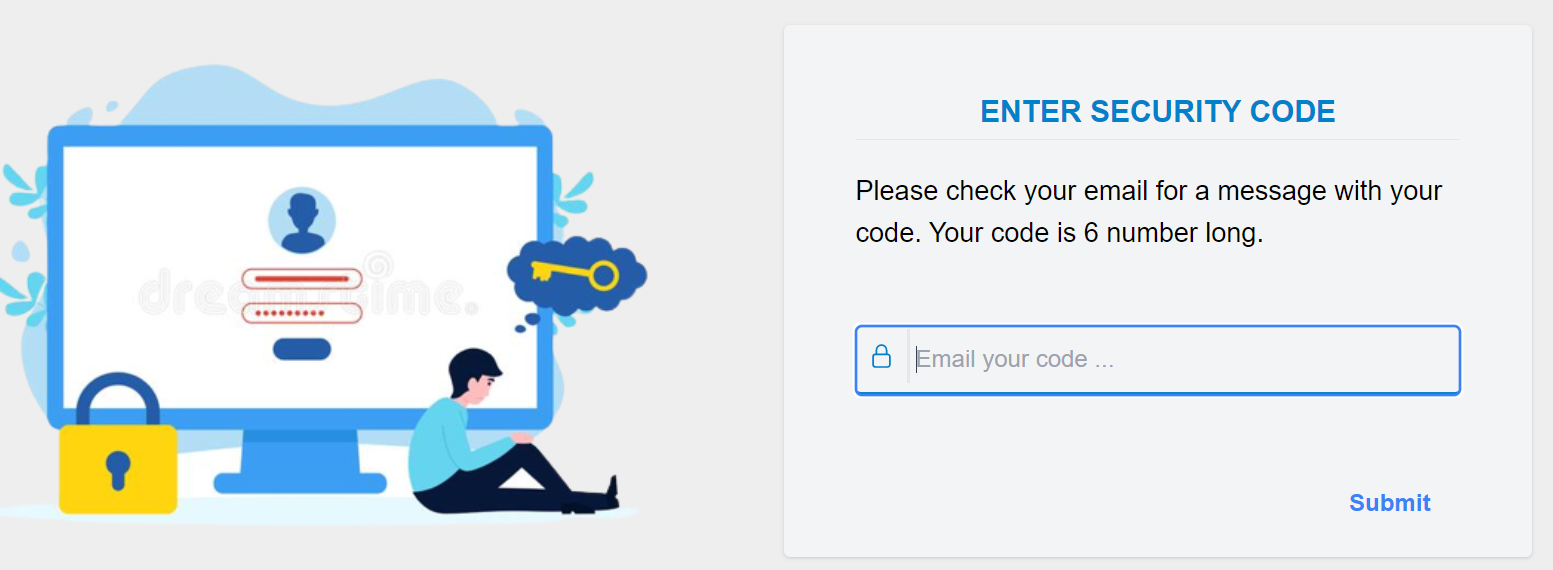 ENTER SECURITY CODE
Please check your email for a message with your
code. Your code is 6 number long.
dreamstime.
Email your code ...
Submit